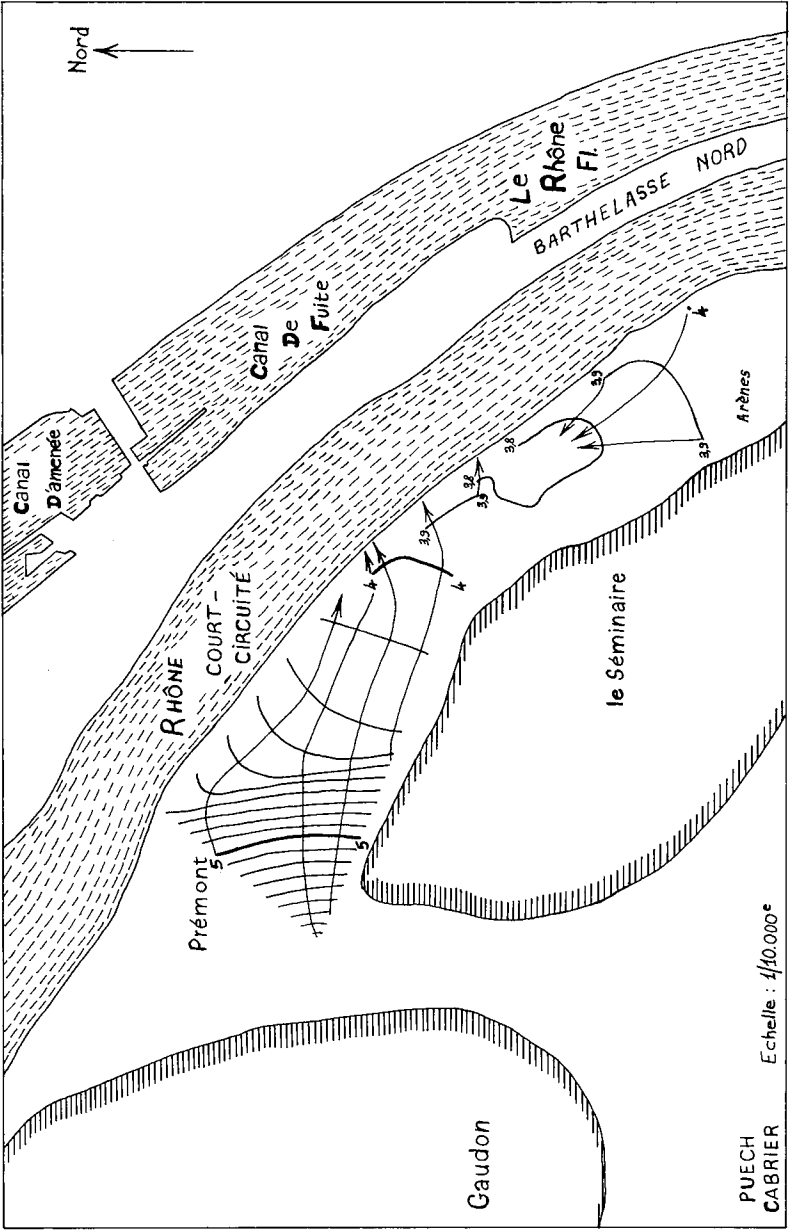 Nord
Canal
D'amenée
Canal
De
Fuite
Le
Rhône
Fl.
BARTHELASSE NORD
RHÔNE
COURT-
CIRCUITÉ
Prémont
5
5
4
4
3,9
3,9
3,8
3,8
3,9
3,9
4
Arènes
le Séminaire
Gaudon
PUECH
CABRIER
Echelle : 1/10.000e